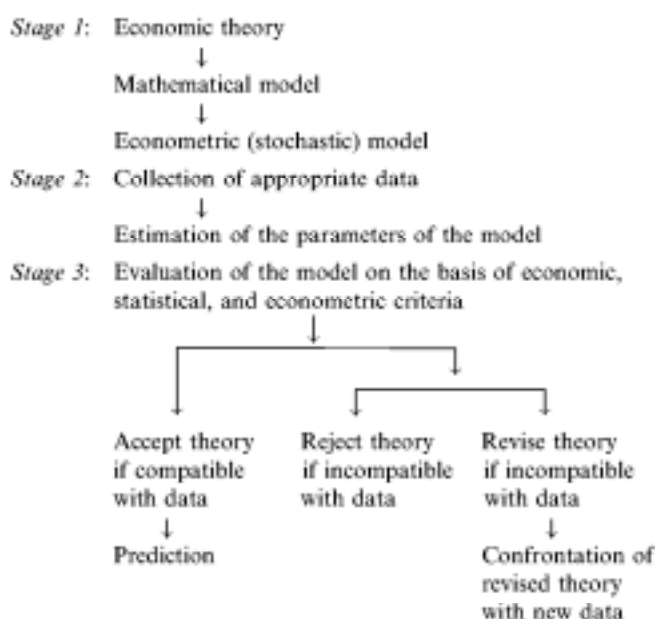 Stage 1: Economic theory
Mathematical model
Econometric (stochastic) model
Stage 2: Collection of appropriate data
Estimation of the parameters of the model
Stage 3: Evaluation of the model on the basis of economic,
statistical, and econometric criteria
Accept theory
if compatible
with data
Prediction
Reject theory
if incompatible
with data
Revise theory
if incompatible
with data
Confrontation of
revised theory
with new data